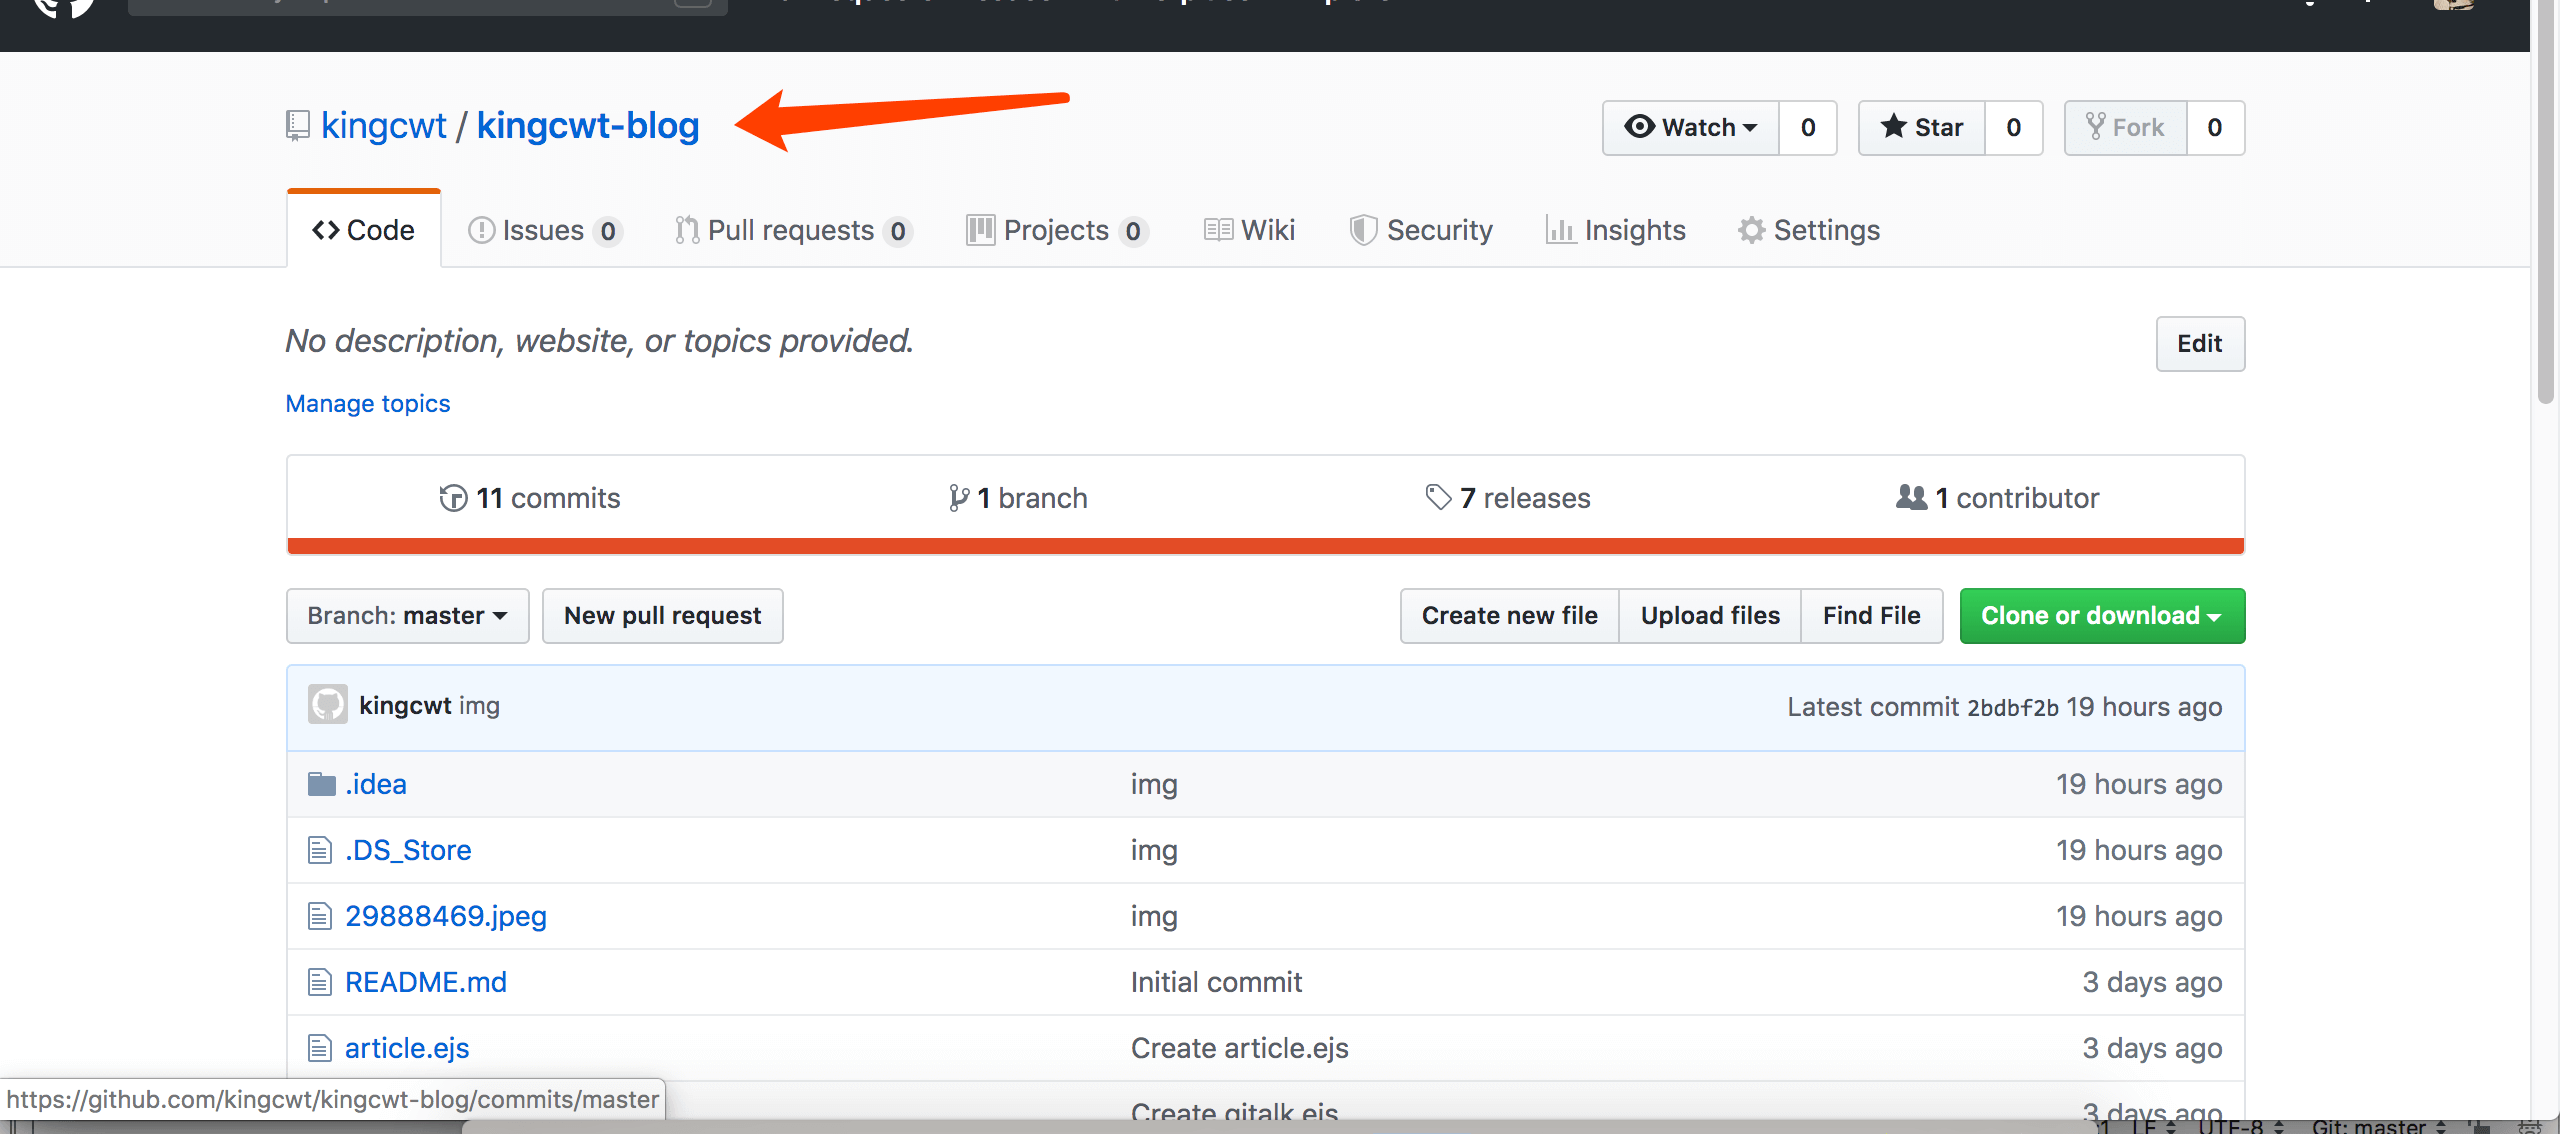 kingcwt / kingcwt-blog
Watch 0 Star 0 Fork 0
Code Issues 0 Pull requests 0 Projects 0 Wiki Security Insights Settings
No description, website, or topics provided.
Edit
Manage topics
11 commits 1 branch 7 releases 1 contributor
Branch: master New pull request Create new file Upload files Find File Clone or download
kingcwt img Latest commit 2bdbf2b 19 hours ago
.idea img 19 hours ago
.DS_Store img 19 hours ago
29888469.jpeg img 19 hours ago
README.md Initial commit 3 days ago
article.ejs Create article.ejs 3 days ago
https://github.com/kingcwt/kingcwt-blog/commits/master
Create gitalk.ejs 3 days ago
LF UTF-8 Git: master